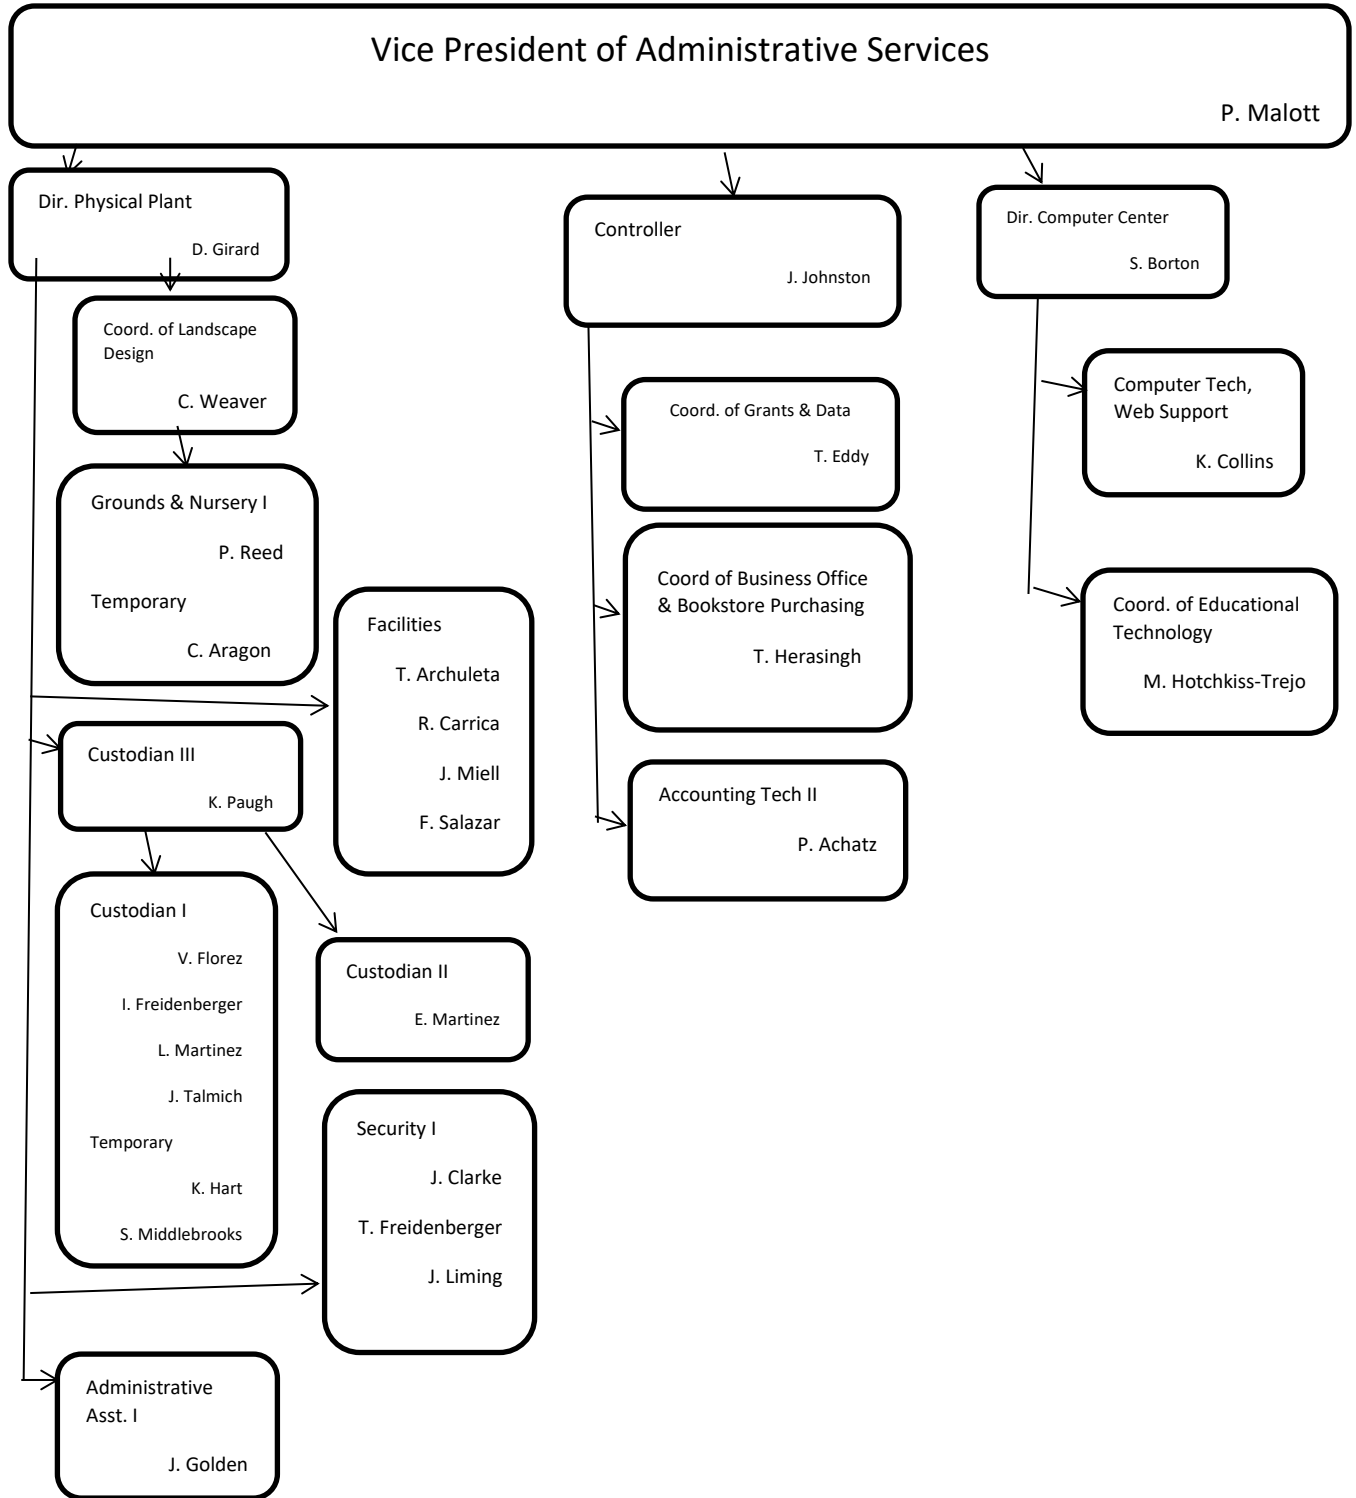 Vice President of Administrative Services
P. Malott
Dir. Physical Plant
D. Girard
Coord. of Landscape
Design
C. Weaver
Grounds & Nursery I
P. Reed
Temporary
C. Aragon
Facilities
T. Archuleta
R. Carrica
J. Miell
F. Salazar
Custodian III
K. Paugh
Custodian I
V. Florez
I. Freidenberger
L. Martinez
J. Talmich
Temporary
K. Hart
S. Middlebrooks
Custodian II
E. Martinez
Security I
J. Clarke
T. Freidenberger
J. Liming
Administrative
Asst. I
J. Golden
Controller
J. Johnston
Coord. of Grants & Data
T. Eddy
Coord of Business Office
& Bookstore Purchasing
T. Herasingh
Accounting Tech II
P. Achatz
Dir. Computer Center
S. Borton
Computer Tech,
Web Support
K. Collins
Coord. of Educational
Technology
M. Hotchkiss-Trejo